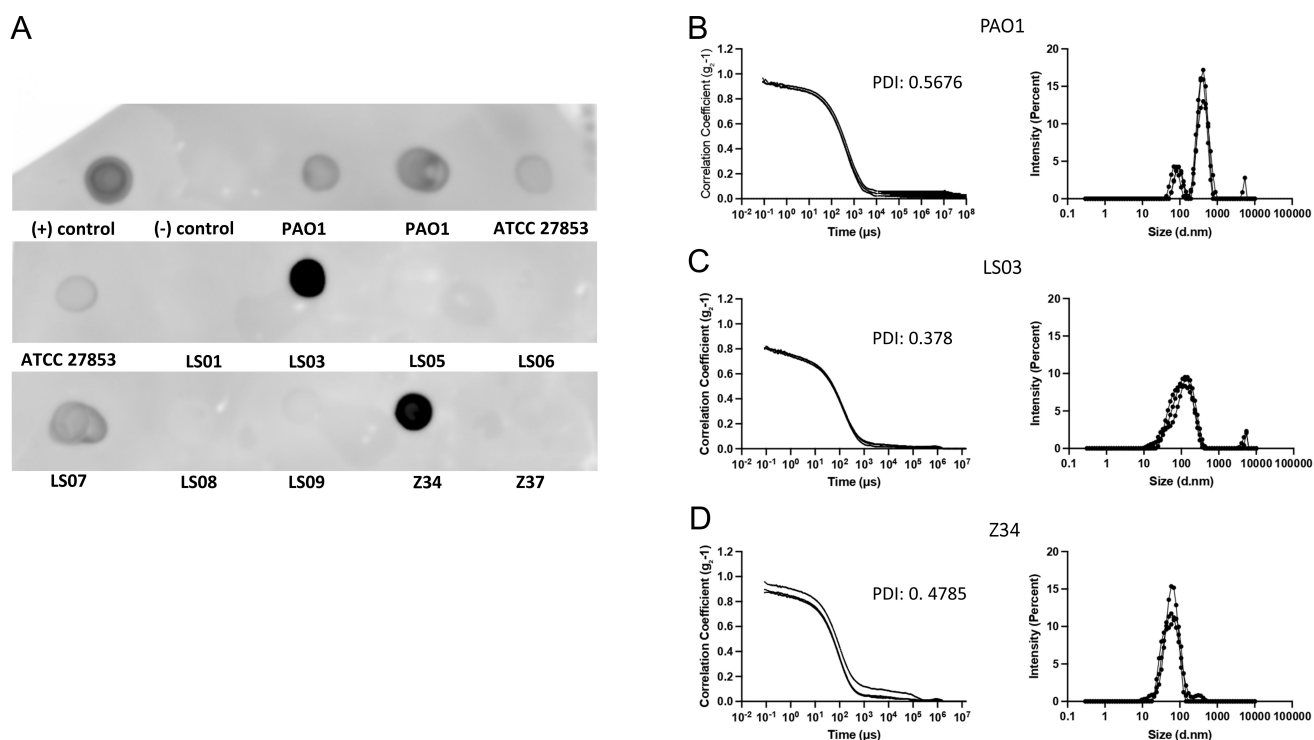 A
(+) control (-) control PAO1 PAO1 ATCC 27853
ATCC 27853 LS01 LS03 LS05 LS06
LS07 LS08 LS09 Z34 Z37
B
PAO1
Correlation Coefficient (g₂-1)
1.2
1.0
0.8
0.6
0.4
0.2
0.0
PDI: 0.5676
10⁻² 10⁻¹ 10⁰ 10¹ 10² 10³ 10⁴ 10⁵ 10⁶ 10⁷ 10⁸
Time (µs)
Intensity (Percent)
20
15
10
5
0
0.1 1 10 100 1000 10000 100000
Size (d.nm)
C
LS03
Correlation Coefficient (g₂-1)
1.2
1.0
0.8
0.6
0.4
0.2
0.0
PDI: 0.378
10⁻² 10⁻¹ 10⁰ 10¹ 10² 10³ 10⁴ 10⁵ 10⁶ 10⁷
Time (µs)
Intensity (Percent)
20
15
10
5
0
0.1 1 10 100 1000 10000 100000
Size (d.nm)
D
Z34
Correlation Coefficient (g₂-1)
1.2
1.0
0.8
0.6
0.4
0.2
0.0
PDI: 0. 4785
10⁻² 10⁻¹ 10⁰ 10¹ 10² 10³ 10⁴ 10⁵ 10⁶ 10⁷
Time (µs)
Intensity (Percent)
20
15
10
5
0
0.1 1 10 100 1000 10000 100000
Size (d.nm)